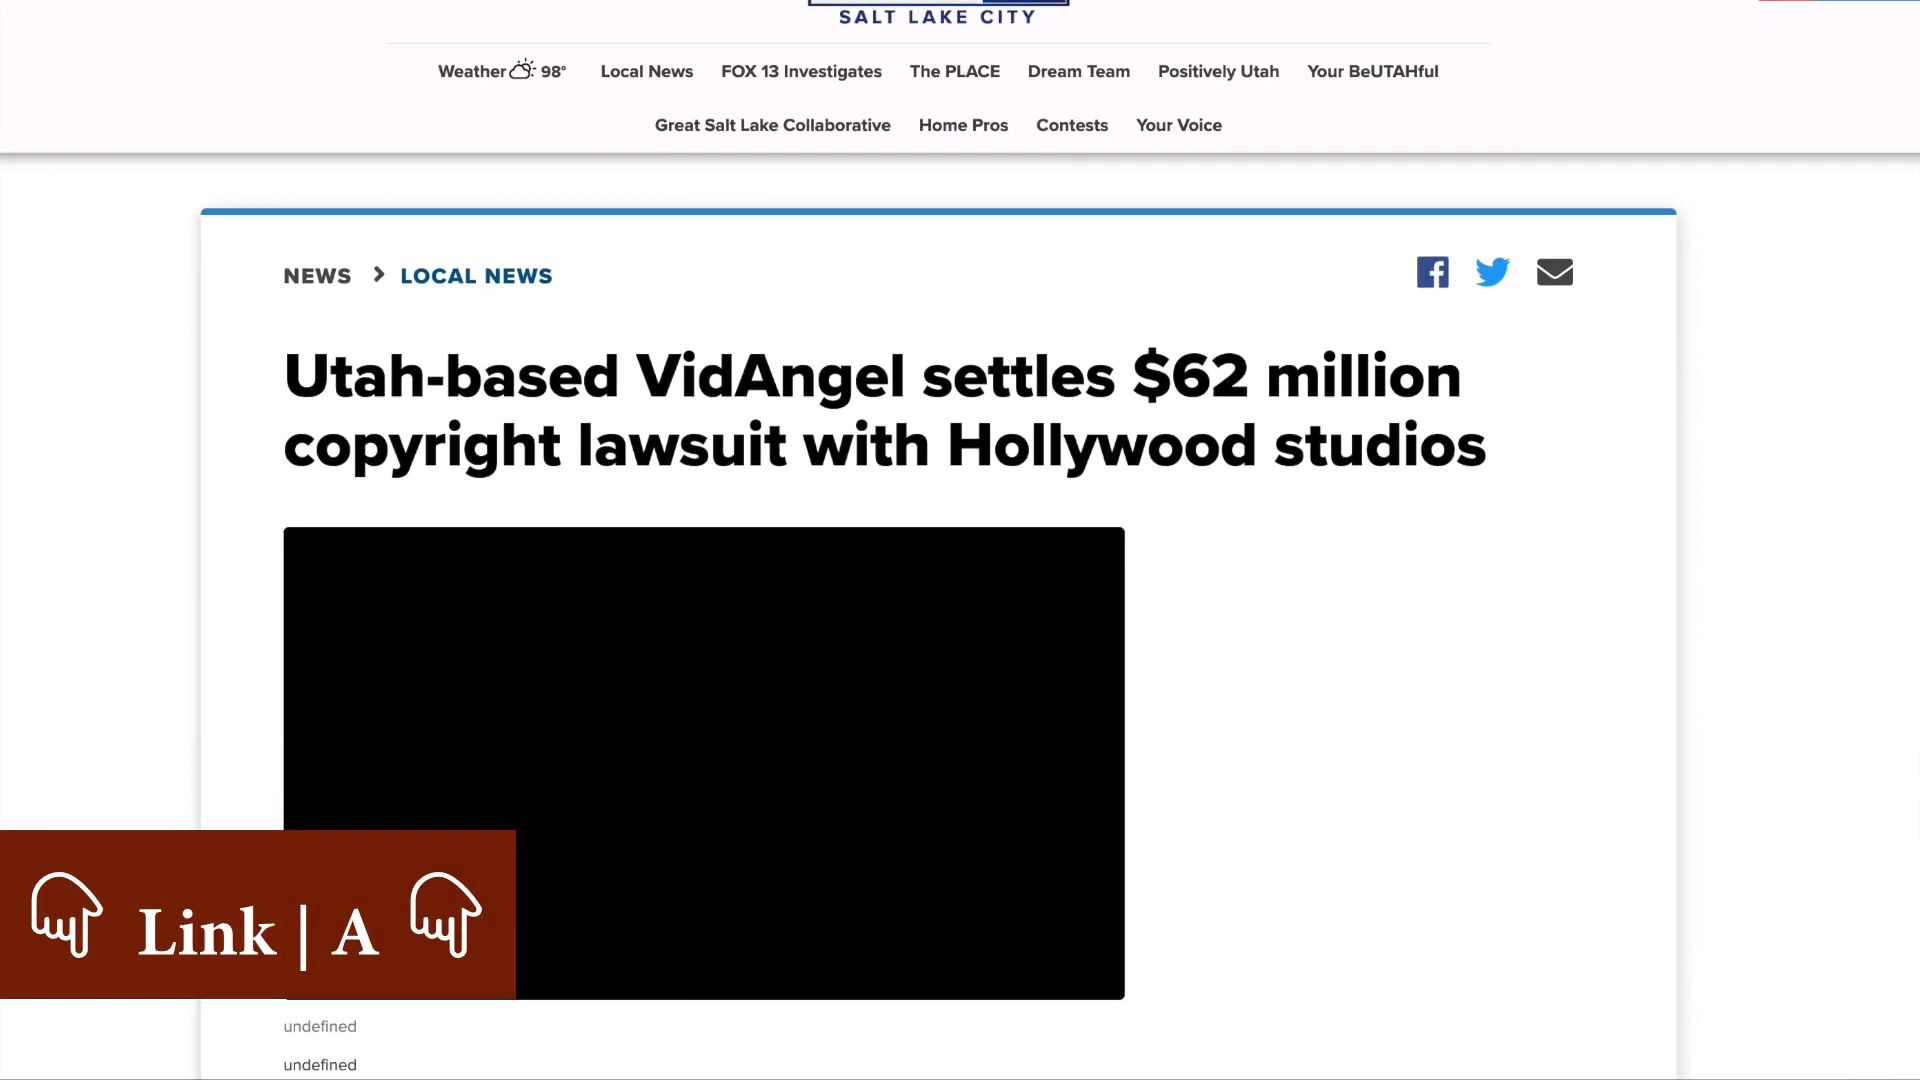 SALT LAKE CITY
Weather 98° Local News FOX 13 Investigates The PLACE Dream Team Positively Utah Your BeUTAHful
Great Salt Lake Collaborative Home Pros Contests Your Voice
NEWS > LOCAL NEWS
Utah-based VidAngel settles $62 million
copyright lawsuit with Hollywood studios
Link | A
undefined
undefined